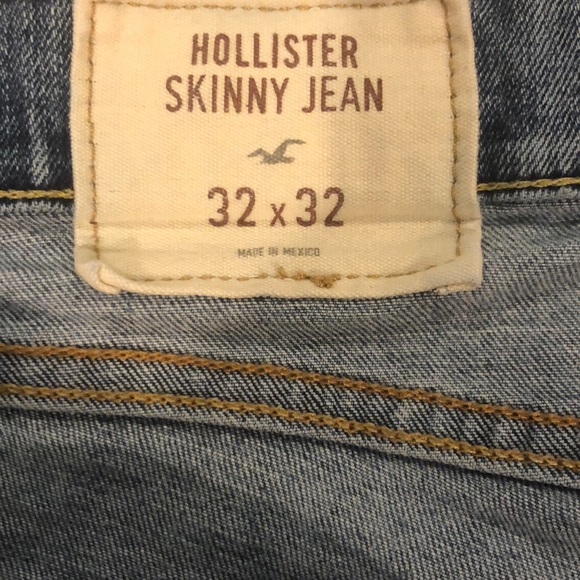 HOLLISTER
SKINNY JEAN
32 x 32
MADE IN MEXICO